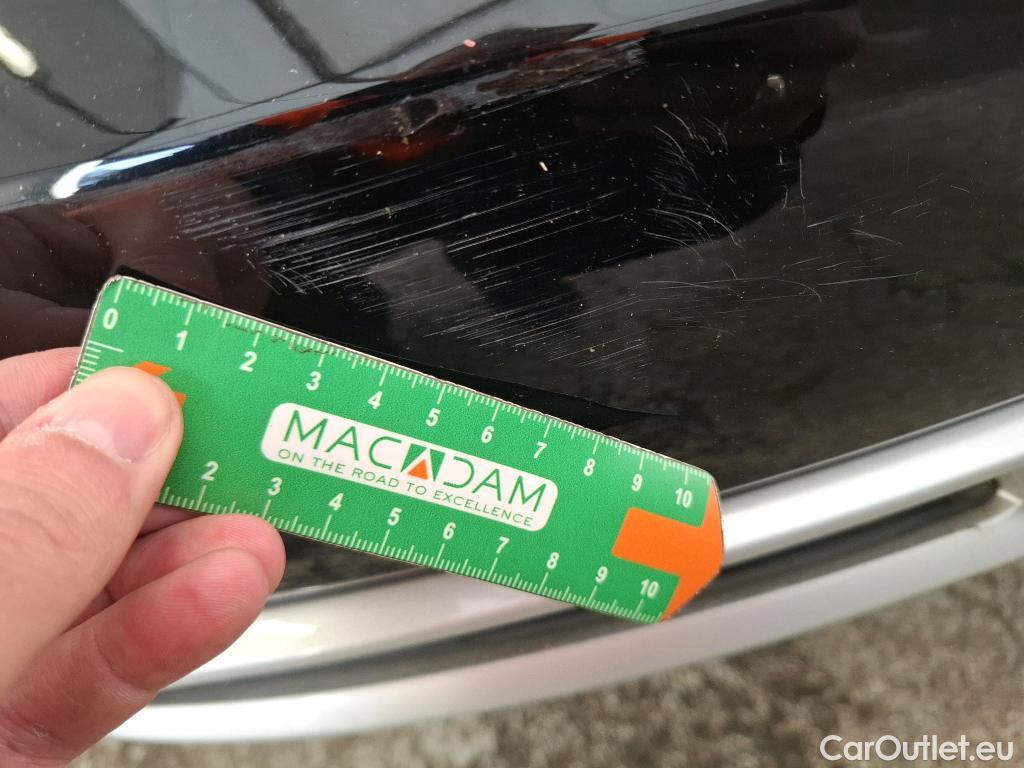 0 1 2 3 4 5 6 7 8 9 10
MACADAM
ON THE ROAD TO EXCELLENCE
2 3 4 5 6 7 8 9 10
CarOutlet.eu